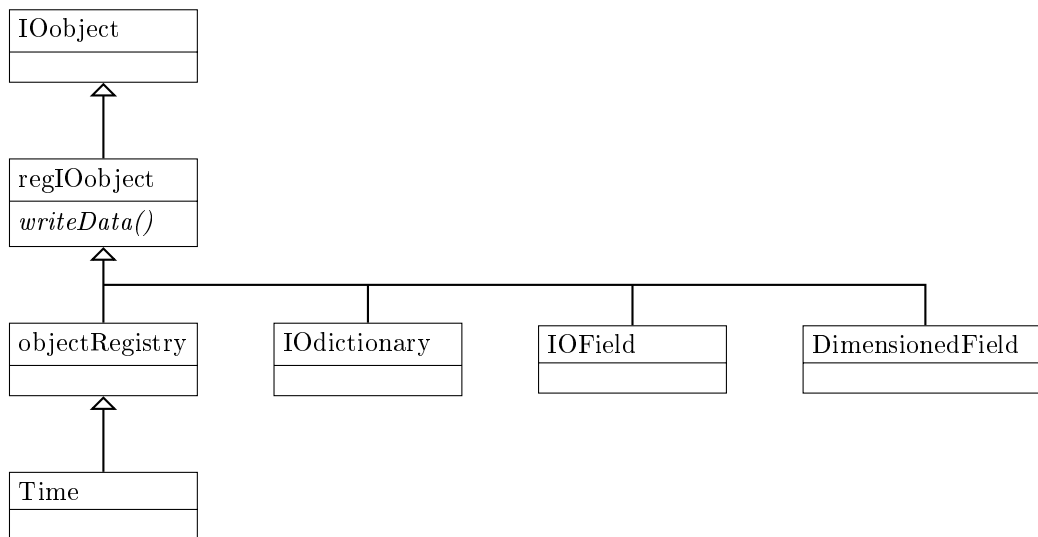 IOobject
regIOobject
writeData()
objectRegistry
IOdictionary
IOField
DimensionedField
Time